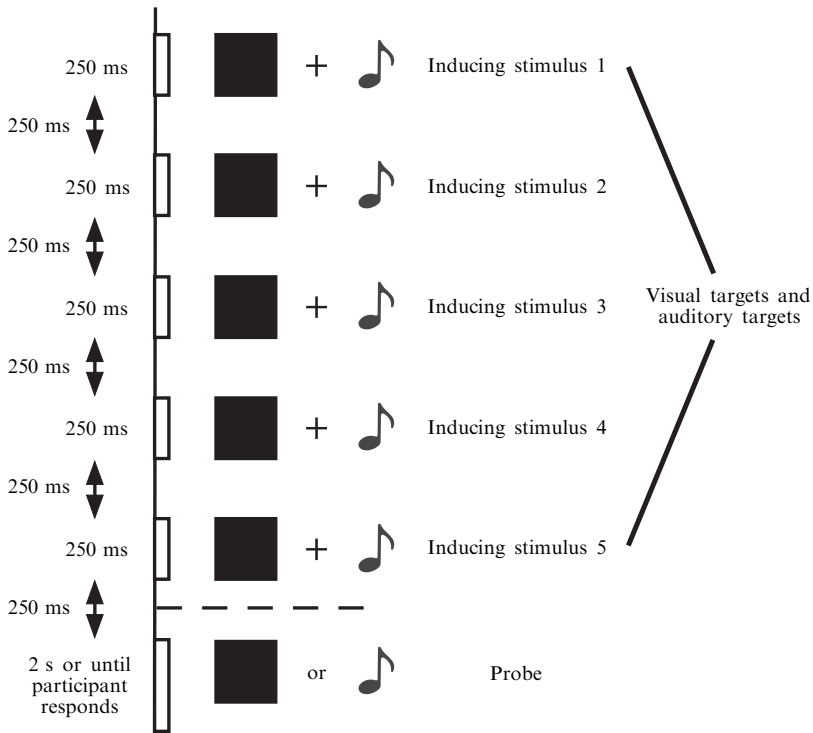 250 ms + Inducing stimulus 1
250 ms
250 ms + Inducing stimulus 2
250 ms
250 ms + Inducing stimulus 3
Visual targets and
auditory targets
250 ms
250 ms + Inducing stimulus 4
250 ms
250 ms + Inducing stimulus 5
250 ms
2 s or until
participant
responds
or
Probe